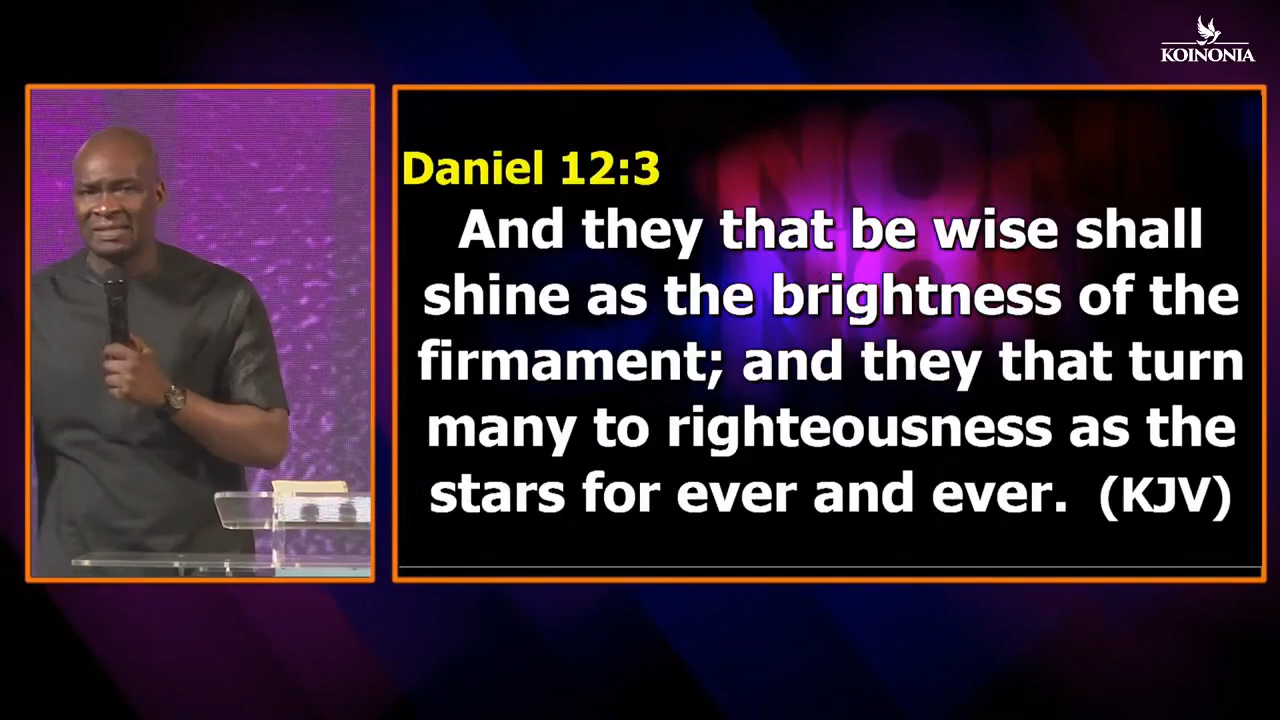 KOINONIA
Daniel 12:3
And they that be wise shall
shine as the brightness of the
firmament; and they that turn
many to righteousness as the
stars for ever and ever. (KJV)